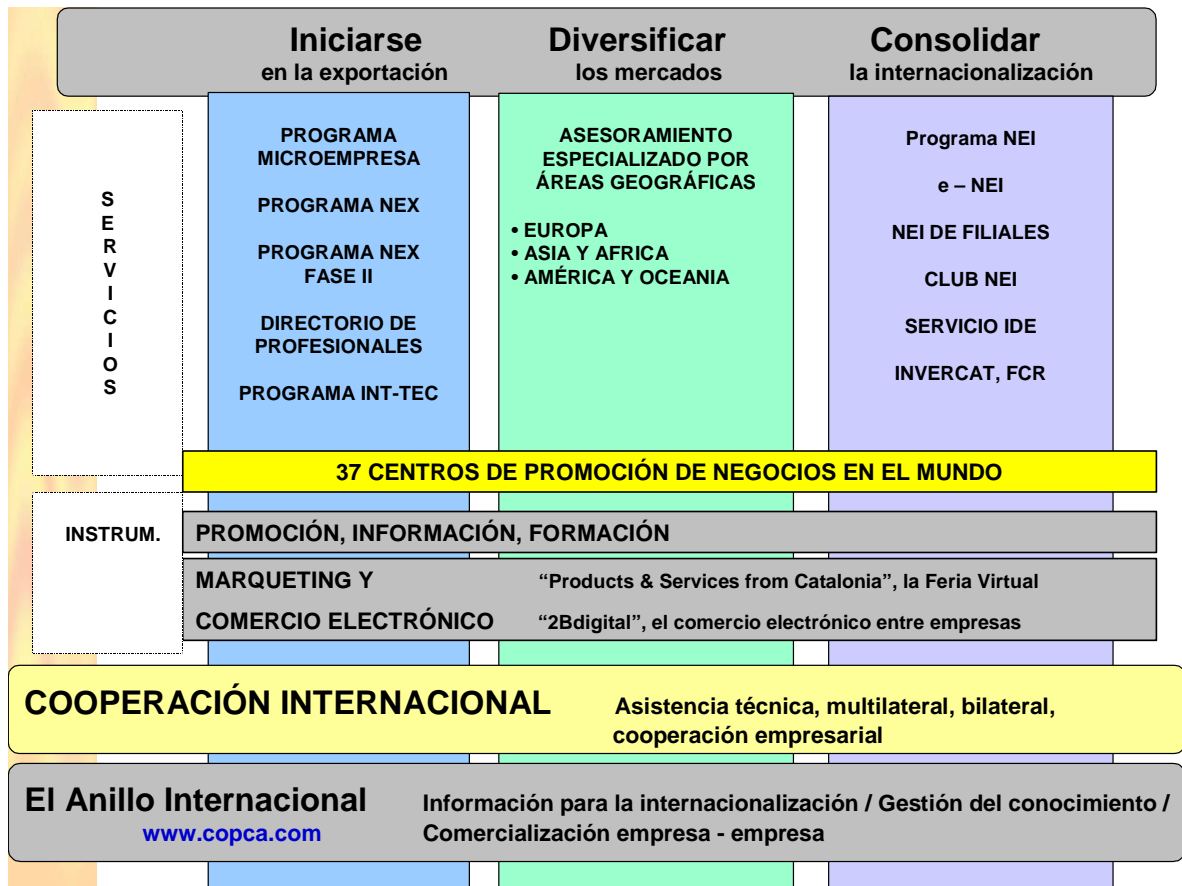 Iniciarse
en la exportación
Diversificar
los mercados
Consolidar
la internacionalización
SERVICIOS
PROGRAMA
MICROEMPRESA
PROGRAMA NEX
PROGRAMA NEX
FASE II
DIRECTORIO DE
PROFESIONALES
PROGRAMA INT-TEC
ASESORAMIENTO
ESPECIALIZADO POR
ÁREAS GEOGRÁFICAS
• EUROPA
• ASIA Y AFRICA
• AMÉRICA Y OCEANIA
Programa NEI
e – NEI
NEI DE FILIALES
CLUB NEI
SERVICIO IDE
INVERCAT, FCR
37 CENTROS DE PROMOCIÓN DE NEGOCIOS EN EL MUNDO
INSTRUM.
PROMOCIÓN, INFORMACIÓN, FORMACIÓN
MARQUETING Y “Products & Services from Catalonia”, la Feria Virtual
COMERCIO ELECTRÓNICO “2Bdigital”, el comercio electrónico entre empresas
COOPERACIÓN INTERNACIONAL Asistencia técnica, multilateral, bilateral,
cooperación empresarial
El Anillo Internacional Información para la internacionalización / Gestión del conocimiento /
www.copca.com Comercialización empresa - empresa